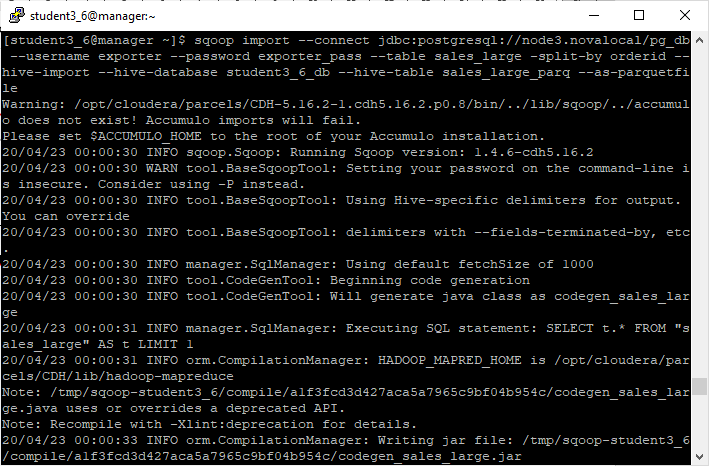 student3_6@manager:~
[student3_6@manager ~]$ sqoop import --connect jdbc:postgresql://node3.novalocal/pg_db
 --username exporter --password exporter_pass --table sales_large -split-by orderid --
hive-import --hive-database student3_6_db --hive-table sales_large_parq --as-parquetfi
le
Warning: /opt/cloudera/parcels/CDH-5.16.2-1.cdh5.16.2.p0.8/bin/../lib/sqoop/../accumul
o does not exist! Accumulo imports will fail.
Please set $ACCUMULO_HOME to the root of your Accumulo installation.
20/04/23 00:00:30 INFO sqoop.Sqoop: Running Sqoop version: 1.4.6-cdh5.16.2
20/04/23 00:00:30 WARN tool.BaseSqoopTool: Setting your password on the command-line i
s insecure. Consider using -P instead.
20/04/23 00:00:30 INFO tool.BaseSqoopTool: Using Hive-specific delimiters for output.
You can override
20/04/23 00:00:30 INFO tool.BaseSqoopTool: delimiters with --fields-terminated-by, etc
.
20/04/23 00:00:30 INFO manager.SqlManager: Using default fetchSize of 1000
20/04/23 00:00:30 INFO tool.CodeGenTool: Beginning code generation
20/04/23 00:00:30 INFO tool.CodeGenTool: Will generate java class as codegen_sales_lar
ge
20/04/23 00:00:31 INFO manager.SqlManager: Executing SQL statement: SELECT t.* FROM "s
ales_large" AS t LIMIT 1
20/04/23 00:00:31 INFO orm.CompilationManager: HADOOP_MAPRED_HOME is /opt/cloudera/par
cels/CDH/lib/hadoop-mapreduce
Note: /tmp/sqoop-student3_6/compile/a1f3fcd3d427aca5a7965c9bf04b954c/codegen_sales_lar
ge.java uses or overrides a deprecated API.
Note: Recompile with -Xlint:deprecation for details.
20/04/23 00:00:33 INFO orm.CompilationManager: Writing jar file: /tmp/sqoop-student3_6
/compile/a1f3fcd3d427aca5a7965c9bf04b954c/codegen_sales_large.jar